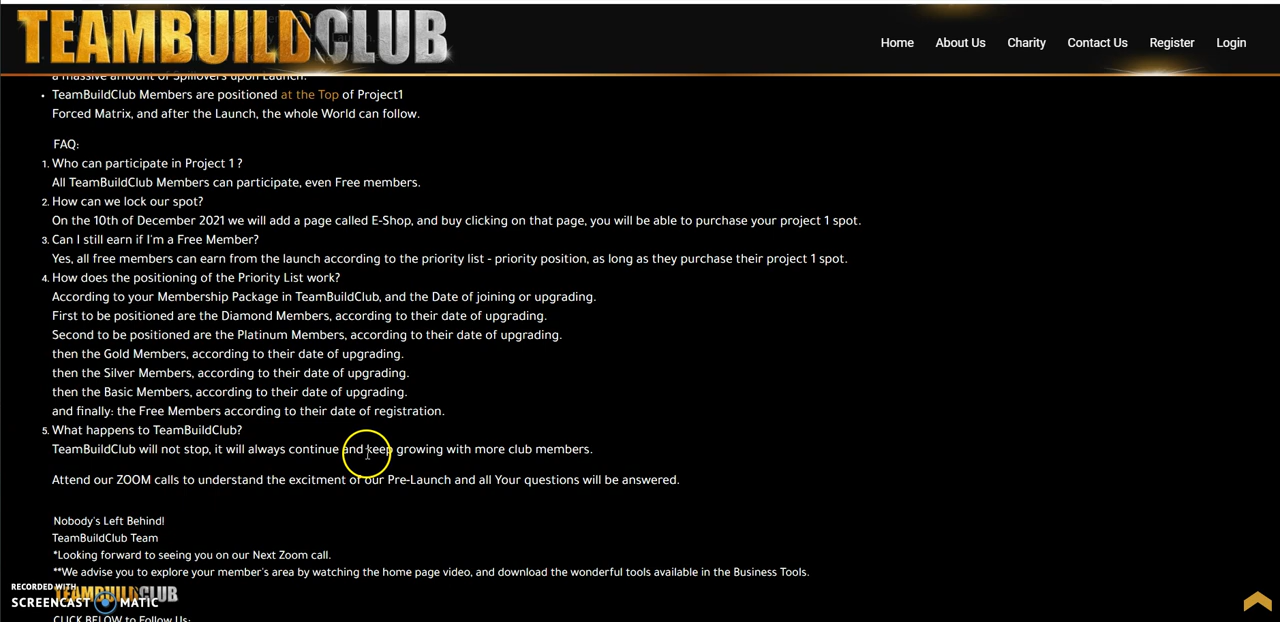 TEAMBUILDCLUB
Home About Us Charity Contact Us Register Login
a massive amount of Spillovers upon Launch.
• TeamBuildClub Members are positioned at the Top of Project1
Forced Matrix, and after the Launch, the whole World can follow.
FAQ:
1. Who can participate in Project 1 ?
All TeamBuildClub Members can participate, even Free members.
2. How can we lock our spot?
On the 10th of December 2021 we will add a page called E-Shop, and buy clicking on that page, you will be able to purchase your project 1 spot.
3. Can I still earn if I'm a Free Member?
Yes, all free members can earn from the launch according to the priority list - priority position, as long as they purchase their project 1 spot.
4. How does the positioning of the Priority List work?
According to your Membership Package in TeamBuildClub, and the Date of joining or upgrading.
First to be positioned are the Diamond Members, according to their date of upgrading.
Second to be positioned are the Platinum Members, according to their date of upgrading.
then the Gold Members, according to their date of upgrading.
then the Silver Members, according to their date of upgrading.
then the Basic Members, according to their date of upgrading.
and finally: the Free Members according to their date of registration.
5. What happens to TeamBuildClub?
TeamBuildClub will not stop, it will always continue and keep growing with more club members.
Attend our ZOOM calls to understand the excitment of our Pre-Launch and all Your questions will be answered.
Nobody's Left Behind!
TeamBuildClub Team
*Looking forward to seeing you on our Next Zoom call.
**We advise you to explore your member's area by watching the home page video, and download the wonderful tools available in the Business Tools.
RECORDED WITH
TEAMBUILDCLUB
SCREENCAST MATIC
CLICK BELOW to Follow Us: